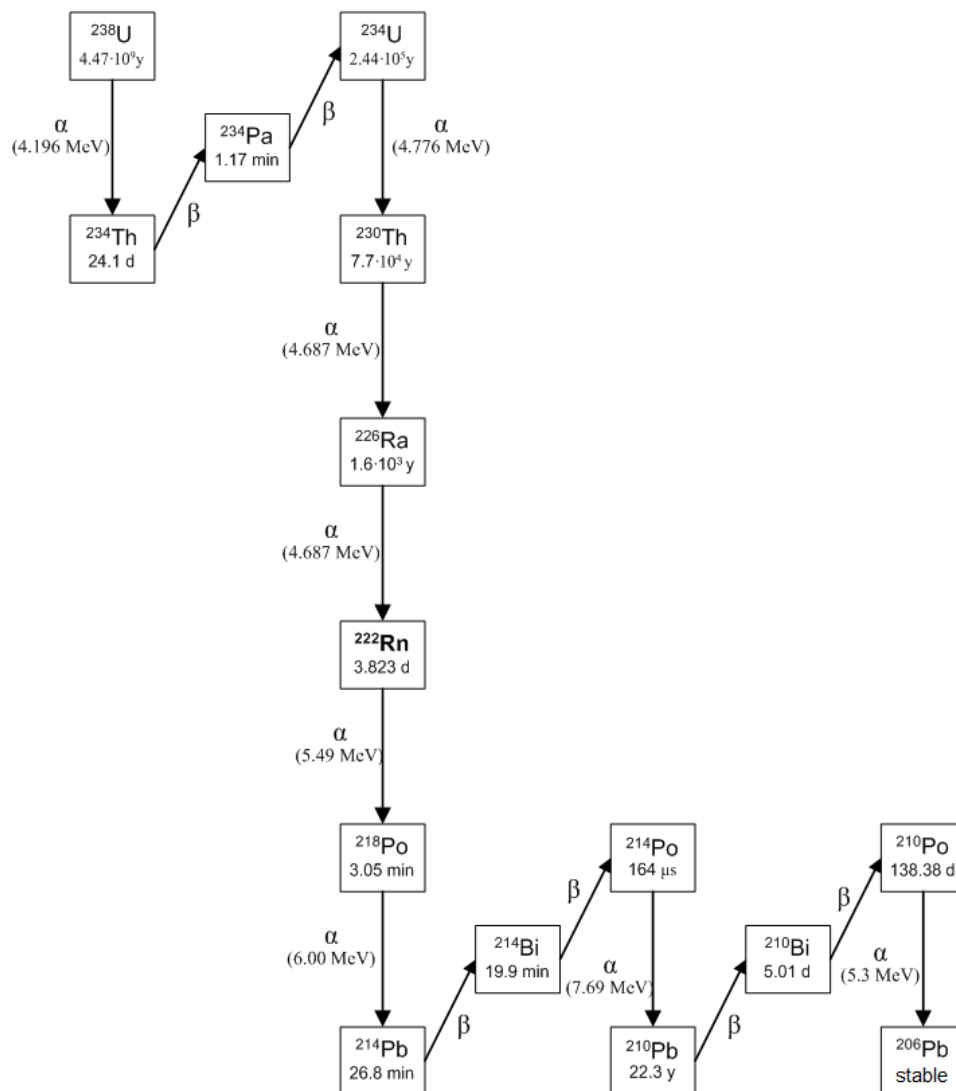 ²³⁸U
4.47·10⁹y
²³⁴U
2.44·10⁵y
α
(4.196 MeV)
β
²³⁴Pa
1.17 min
α
(4.776 MeV)
β
²³⁴Th
24.1 d
²³⁰Th
7.7·10⁴ y
α
(4.687 MeV)
²²⁶Ra
1.6·10³ y
α
(4.687 MeV)
²²²Rn
3.823 d
α
(5.49 MeV)
²¹⁸Po
3.05 min
²¹⁴Po
164 µs
²¹⁰Po
138.38 d
α
(6.00 MeV)
β
²¹⁴Bi
19.9 min
α
(7.69 MeV)
β
²¹⁰Bi
5.01 d
α
(5.3 MeV)
β
β
²¹⁴Pb
26.8 min
²¹⁰Pb
22.3 y
²⁰⁶Pb
stable